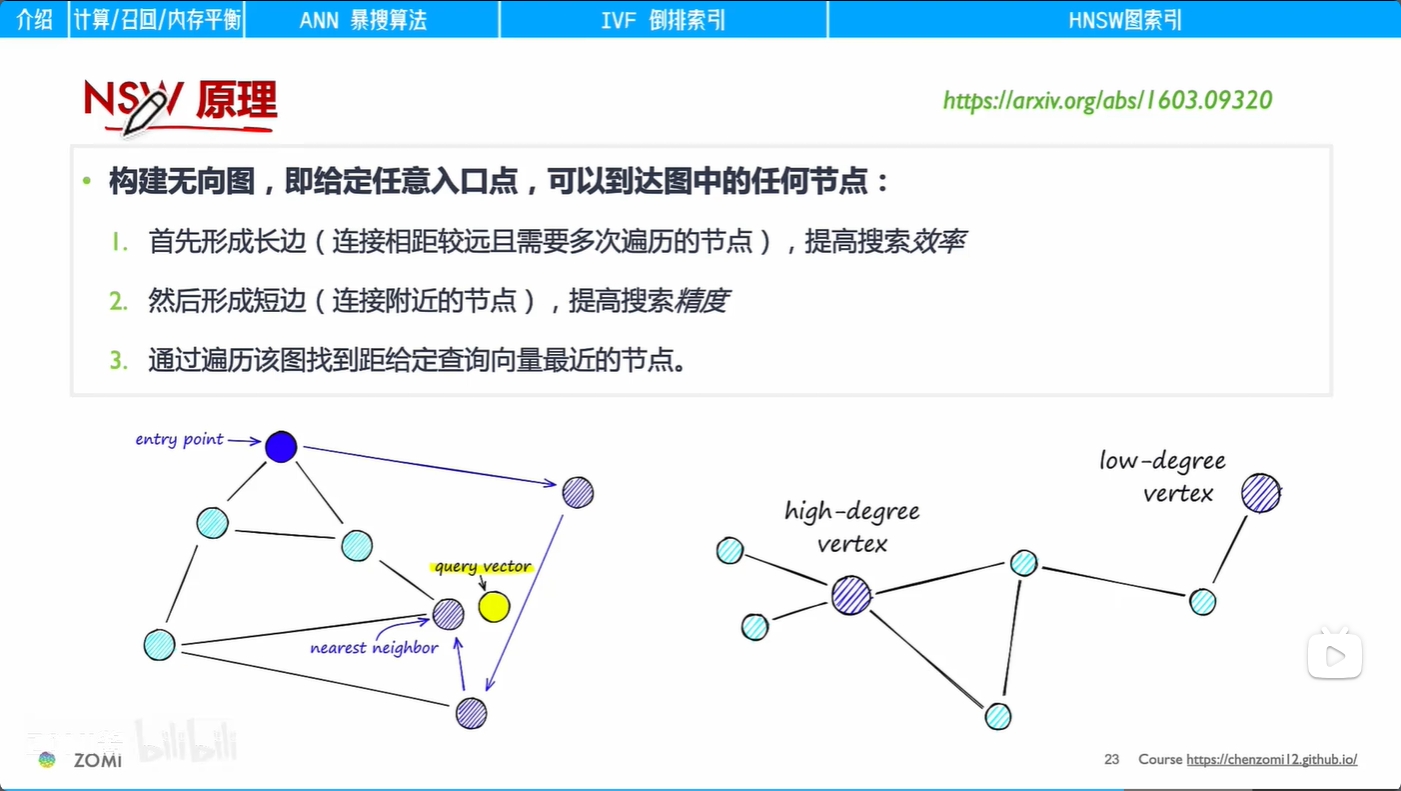 介绍
计算/召回/内存平衡
ANN 暴搜算法
IVF 倒排索引
HNSW图索引
NSW 原理
https://arxiv.org/abs/1603.09320
• 构建无向图，即给定任意入口点，可以到达图中的任何节点：
1. 首先形成长边（连接相距较远且需要多次遍历的节点），提高搜索效率
2. 然后形成短边（连接附近的节点），提高搜索精度
3. 通过遍历该图找到距给定查询向量最近的节点。
entry point
query vector
nearest neighbor
high-degree
vertex
low-degree
vertex
bilibili
ZOMI
23
Course https://chenzomi12.github.io/